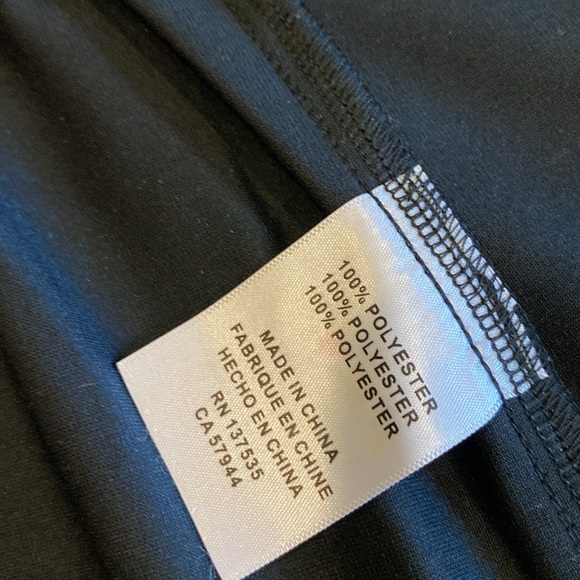 100% POLYESTER
100% POLYESTER
100% POLYESTER
MADE IN CHINA
FABRIQUE EN CHINE
HECHO EN CHINA
RN 137535
CA 57944